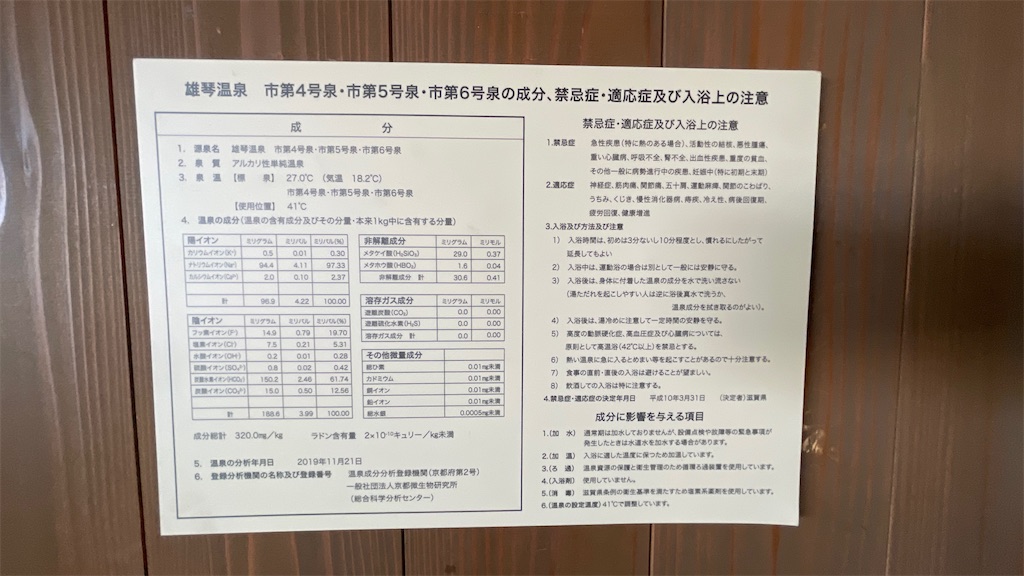 雄琴温泉　市第4号泉・市第5号泉・市第6号泉の成分、禁忌症・適応症及び入浴上の注意
成　　分
1. 源泉名　雄琴温泉　市第4号泉・市第5号泉・市第6号泉
2. 泉　質　アルカリ性単純温泉
3. 泉　温　【標　泉】　27.0℃（気温　18.2℃）
市第4号泉・市第5号泉・市第6号泉
【使用位置】　41℃
4. 温泉の成分（温泉の含有成分及びその分量・本来1kg中に含有する分量）
陽イオン　ミリグラム　ミリバル　ミリバル(%)
カリウムイオン(K⁺)　0.5　0.01　0.30
ナトリウムイオン(Na⁺)　94.4　4.11　97.33
カルシウムイオン(Ca²⁺)　2.0　0.10　2.37
計　96.9　4.22　100.00
陰イオン　ミリグラム　ミリバル　ミリバル(%)
フッ素イオン(F⁻)　14.9　0.79　19.70
塩素イオン(Cl⁻)　7.5　0.21　5.31
水酸イオン(OH⁻)　0.2　0.01　0.28
硫酸イオン(SO₄²⁻)　0.8　0.02　0.42
炭酸水素イオン(HCO₃⁻)　150.2　2.46　61.74
炭酸イオン(CO₃²⁻)　15.0　0.50　12.56
計　188.6　3.99　100.00
非解離成分　ミリグラム　ミリモル
メタケイ酸(H₂SiO₃)　29.0　0.37
メタホウ酸(HBO₂)　1.6　0.04
非解離成分　計　30.6　0.41
溶存ガス成分　ミリグラム　ミリモル
遊離炭酸(CO₂)　0.0　0.00
遊離硫化水素(H₂S)　0.0　0.00
溶存ガス成分　計　0.0　0.00
その他微量成分
総ひ素　0.01mg未満
カドミウム　0.01mg未満
銅イオン　0.01mg未満
鉛イオン　0.01mg未満
総水銀　0.0005mg未満
成分総計　320.0mg/kg　ラドン含有量　2×10⁻¹⁰キュリー/kg未満
5. 温泉の分析年月日　2019年11月21日
6. 登録分析機関の名称及び登録番号　温泉成分分析登録機関（京都府第2号）
一般社団法人京都微生物研究所
（総合科学分析センター）
禁忌症・適応症及び入浴上の注意
1.禁忌症　急性疾患（特に熱のある場合）、活動性の結核、悪性腫瘍、
重い心臓病、呼吸不全、腎不全、出血性疾患、重度の貧血、
その他一般に病勢進行中の疾患、妊娠中（特に初期と末期）
2.適応症　神経症、筋肉痛、関節痛、五十肩、運動麻痺、関節のこわばり、
うちみ、くじき、慢性消化器病、痔疾、冷え性、病後回復期、
疲労回復、健康増進
3.入浴及び方法及び注意
1）入浴時間は、初めは3分ないし10分程度とし、慣れるにしたがって
延長してもよい
2）入浴中は、運動浴の場合は別として一般には安静に守る。
3）入浴後は、身体に付着した温泉の成分を水で洗い流さない
（湯ただれを起こしやすい人は逆に浴後真水で洗うか、
温泉成分を拭き取るのがよい）。
4）入浴後は、湯冷めに注意して一定時間の安静を守る。
5）高度の動脈硬化症、高血圧症及び心臓病については、
原則として高温浴（42℃以上）を禁忌とする。
6）熱い温泉に急に入るとめまい等を起こすことがあるので十分注意する。
7）食事の直前・直後の入浴は避けることが望ましい。
8）飲酒しての入浴は特に注意する。
4.禁忌症・適応症の決定年月日　平成10年3月31日　（決定者）滋賀県
成分に影響を与える項目
1.（加　水）　通常期は加水しておりませんが、設備点検や故障等の緊急事項が
発生したときは水道水を加水する場合があります。
2.（加　温）　入浴に適した温度に保つため加温しています。
3.（ろ　過）　温泉資源の保護と衛生管理のため循環ろ過装置を使用しています。
4.（入浴剤）　使用していません。
5.（消　毒）　滋賀県条例の衛生基準を満たすため塩素系薬剤を使用しています。
6.（温泉の設定温度）41℃で調整しています。